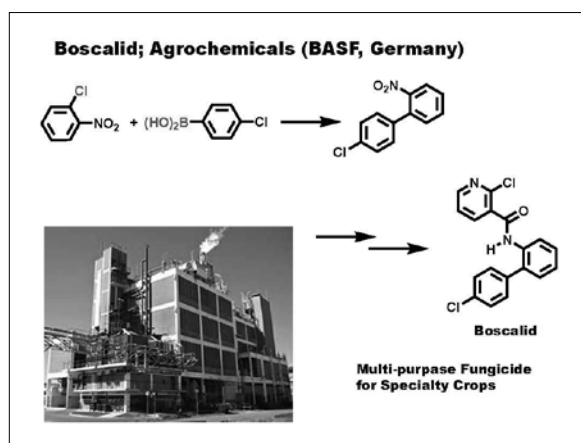 Boscalid; Agrochemicals (BASF, Germany)
Cl
NO₂
+
(HO)₂B
Cl
O₂N
Cl
N
Cl
O
N
H
Cl
Boscalid
Multi-purpase Fungicide
for Specialty Crops